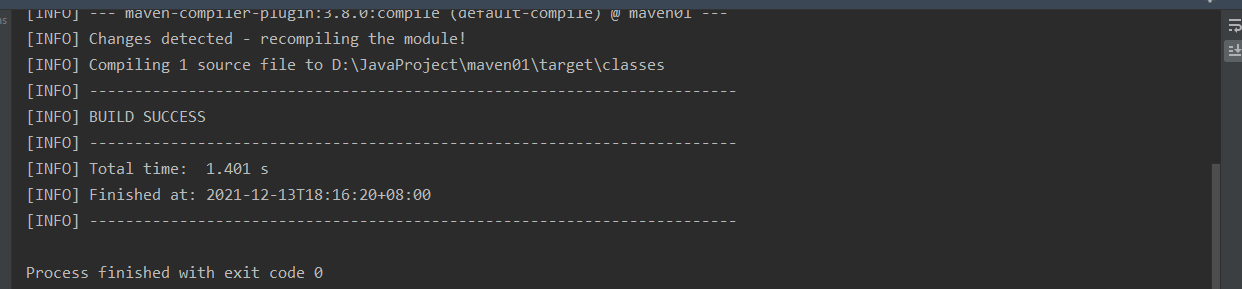 [INFO] --- maven-compiler-plugin:3.8.0:compile (default-compile) @ maven01 ---
[INFO] Changes detected - recompiling the module!
[INFO] Compiling 1 source file to D:\JavaProject\maven01\target\classes
[INFO] ------------------------------------------------------------------------
[INFO] BUILD SUCCESS
[INFO] ------------------------------------------------------------------------
[INFO] Total time:  1.401 s
[INFO] Finished at: 2021-12-13T18:16:20+08:00
[INFO] ------------------------------------------------------------------------
Process finished with exit code 0